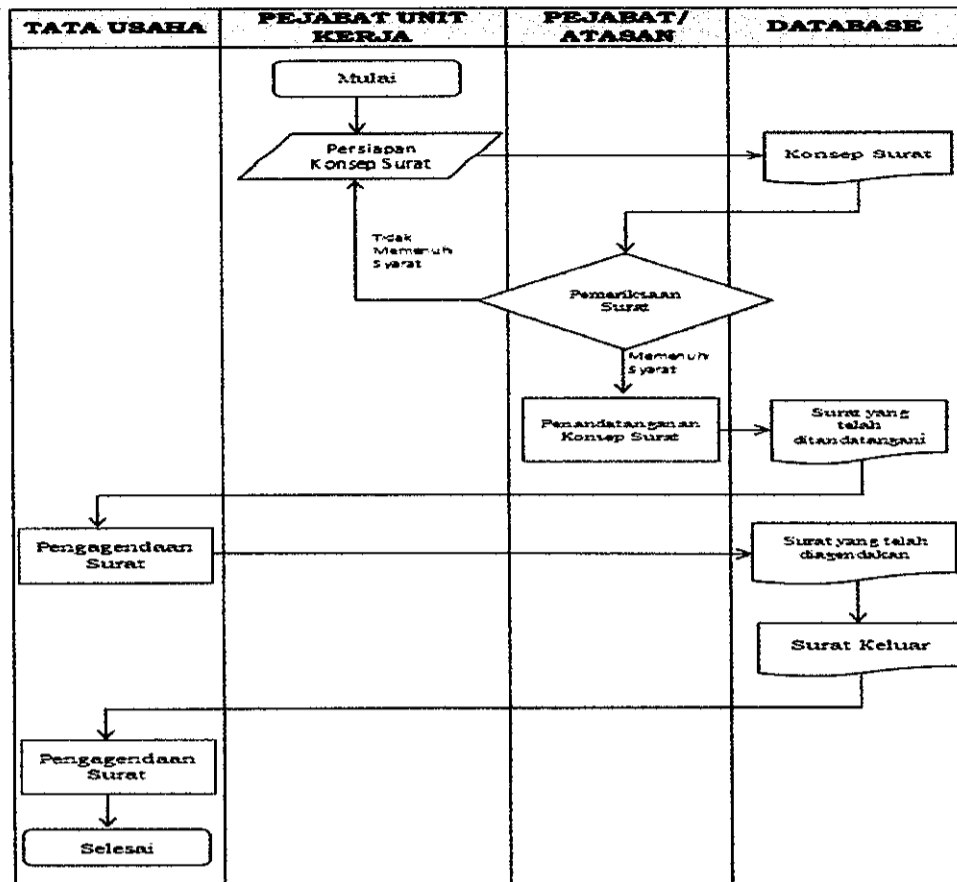 TATA USAHA
PEJABAT UNIT
KERJA
PEJABAT/
ATASAN
DATABASE
Mulai
Persiapan
Konsep Surat
Konsep Surat
Tidak
Memenuhi
Syarat
Pemeriksaan
Surat
Memenuhi
Syarat
Penandatanganan
Konsep Surat
Surat yang
telah
ditandatangani
Pengagendaan
Surat
Surat yang telah
diagendakan
Surat Keluar
Pengagendaan
Surat
Selesai